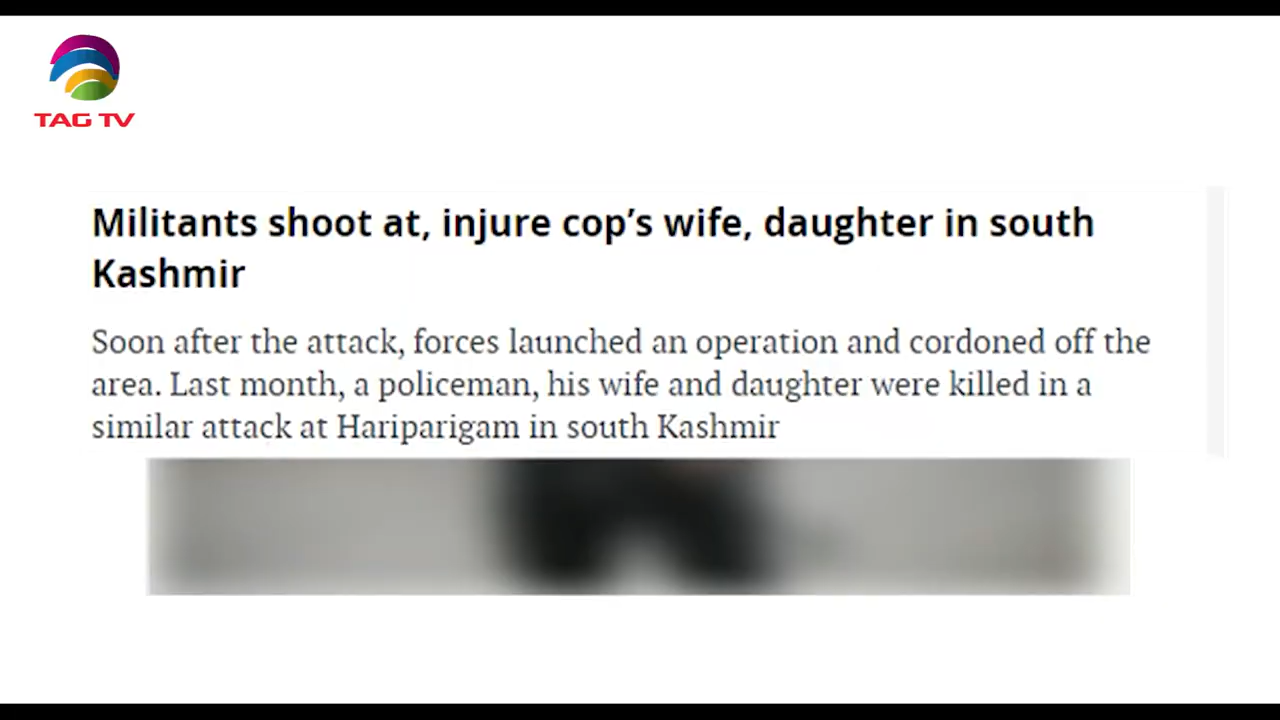 TAG TV
Militants shoot at, injure cop’s wife, daughter in south
Kashmir
Soon after the attack, forces launched an operation and cordoned off the
area. Last month, a policeman, his wife and daughter were killed in a
similar attack at Hariparigam in south Kashmir